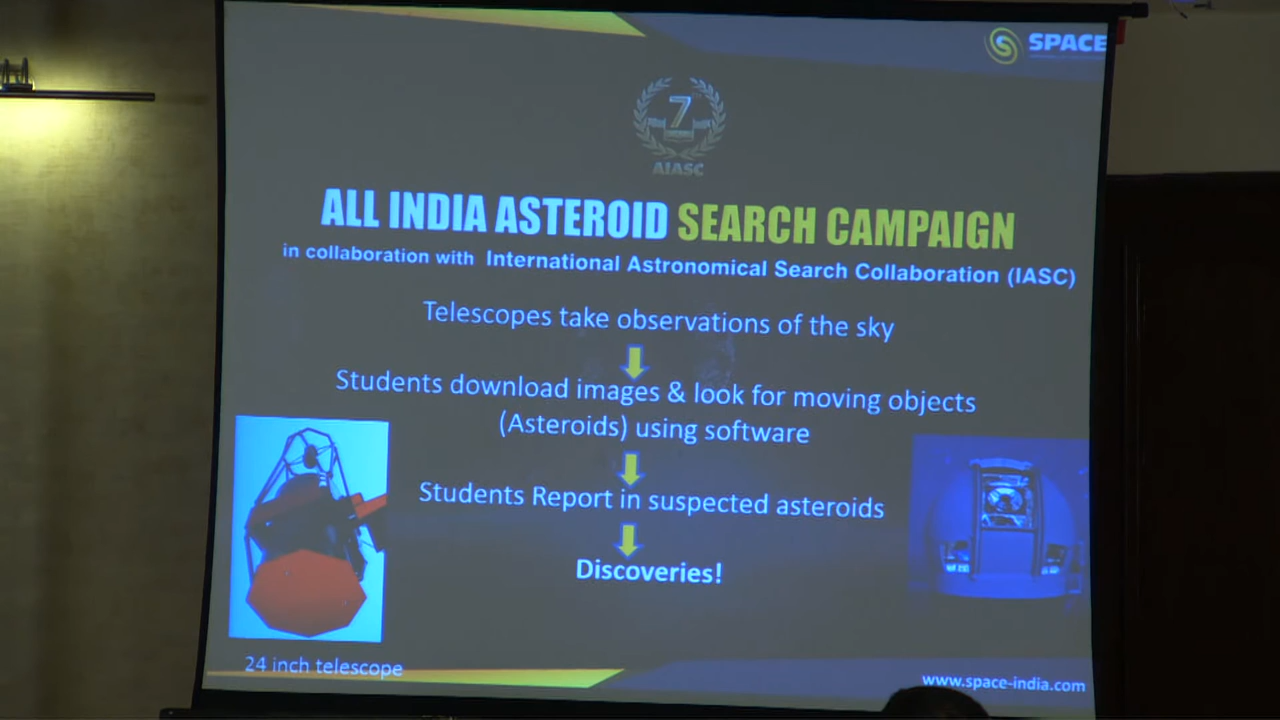 SPACE
7
AIASC
ALL INDIA ASTEROID SEARCH CAMPAIGN
in collaboration with International Astronomical Search Collaboration (IASC)
Telescopes take observations of the sky
Students download images & look for moving objects
(Asteroids) using software
Students Report in suspected asteroids
Discoveries!
24 inch telescope
www.space-india.com